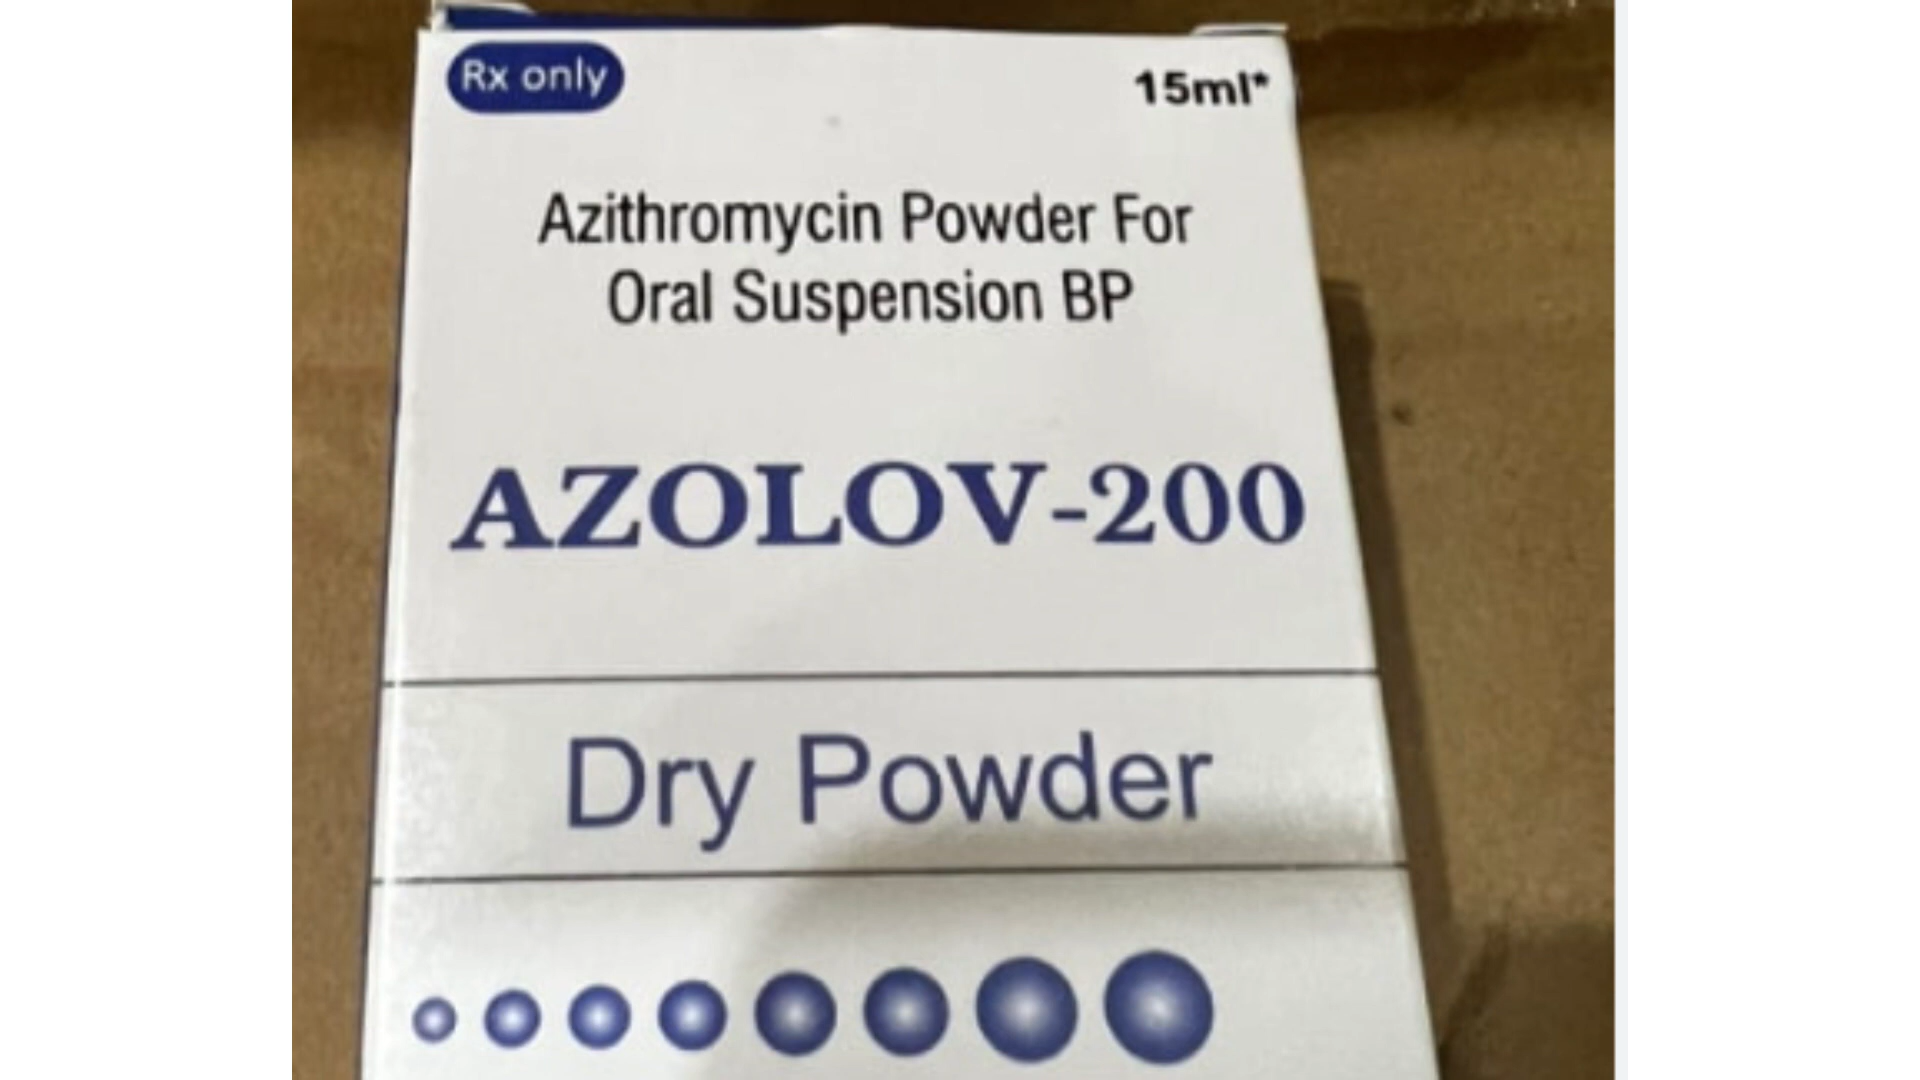 Rx only
15ml*
Azithromycin Powder For
Oral Suspension BP
AZOLOV-200
Dry Powder